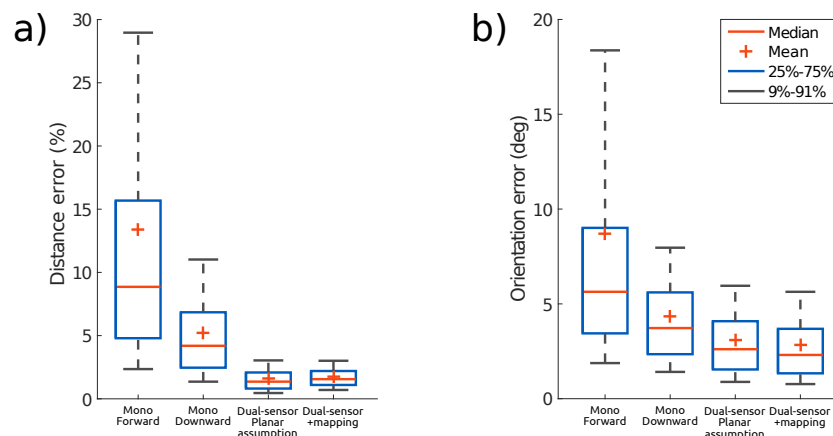 a)
Distance error (%)
30
25
20
15
10
5
0
Mono
Forward
Mono
Downward
Dual-sensor
Planar
assumption
Dual-sensor
+mapping
b)
Orientation error (deg)
20
15
10
5
0
Mono
Forward
Mono
Downward
Dual-sensor
Planar
assumption
Dual-sensor
+mapping
Median
Mean
25%-75%
9%-91%